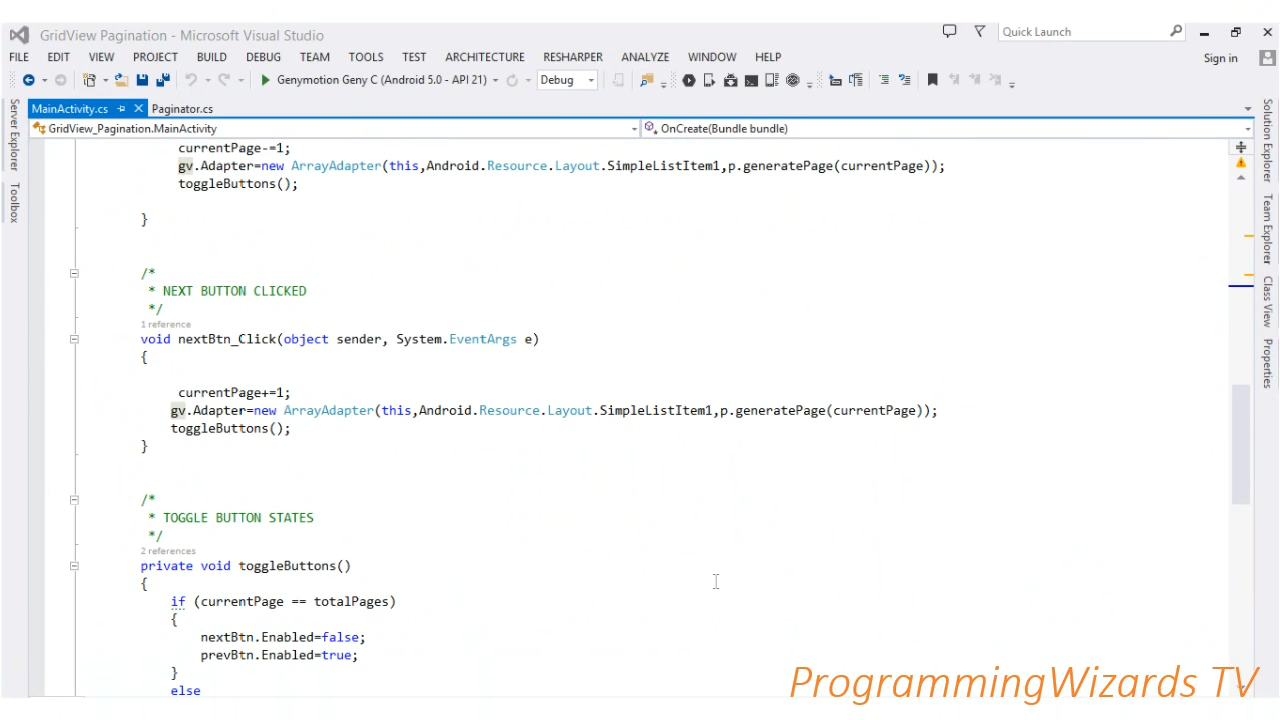 GridView Pagination - Microsoft Visual Studio
Quick Launch
FILE EDIT VIEW PROJECT BUILD DEBUG TEAM TOOLS TEST ARCHITECTURE RESHARPER ANALYZE WINDOW HELP
Sign in
Genymotion Geny C (Android 5.0 - API 21)
Debug
MainActivity.cs
Paginator.cs
GridView_Pagination.MainActivity
OnCreate(Bundle bundle)
Server Explorer
Toolbox
Solution Explorer
Team Explorer
Class View
Properties
currentPage-=1;
gv.Adapter=new ArrayAdapter(this,Android.Resource.Layout.SimpleListItem1,p.generatePage(currentPage));
toggleButtons();
}
/*
* NEXT BUTTON CLICKED
*/
1 reference
void nextBtn_Click(object sender, System.EventArgs e)
{
currentPage+=1;
gv.Adapter=new ArrayAdapter(this,Android.Resource.Layout.SimpleListItem1,p.generatePage(currentPage));
toggleButtons();
}
/*
* TOGGLE BUTTON STATES
*/
2 references
private void toggleButtons()
{
if (currentPage == totalPages)
{
nextBtn.Enabled=false;
prevBtn.Enabled=true;
}
else
ProgrammingWizards TV